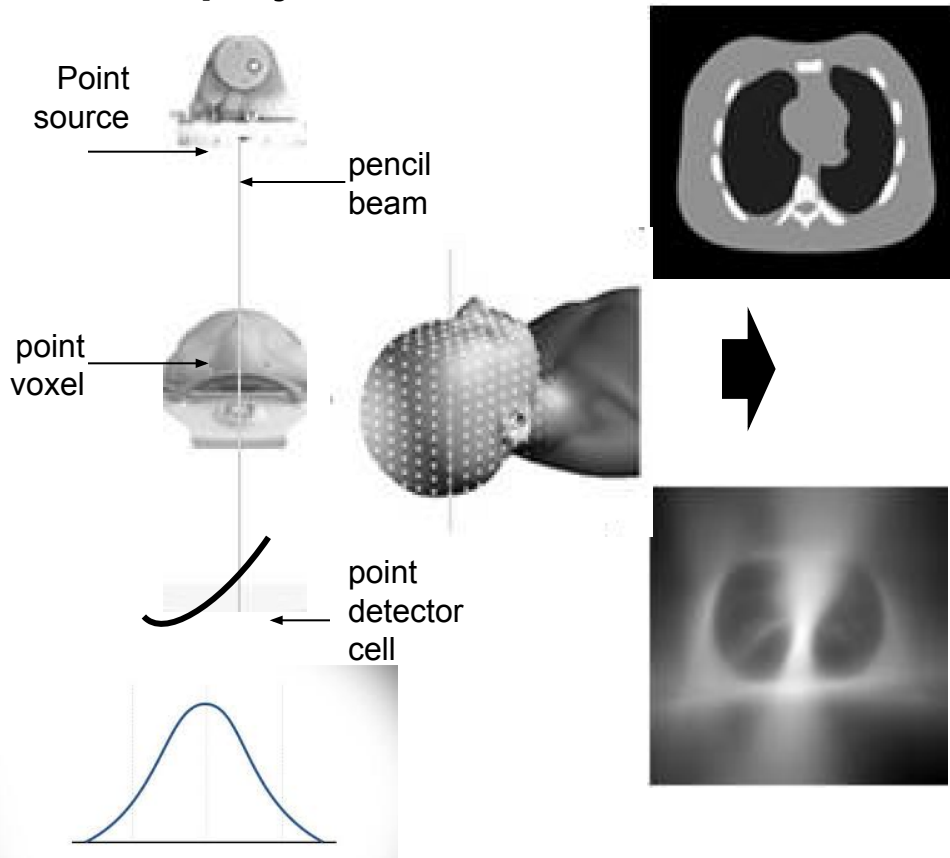 Point
source
pencil
beam
point
voxel
point
detector
cell